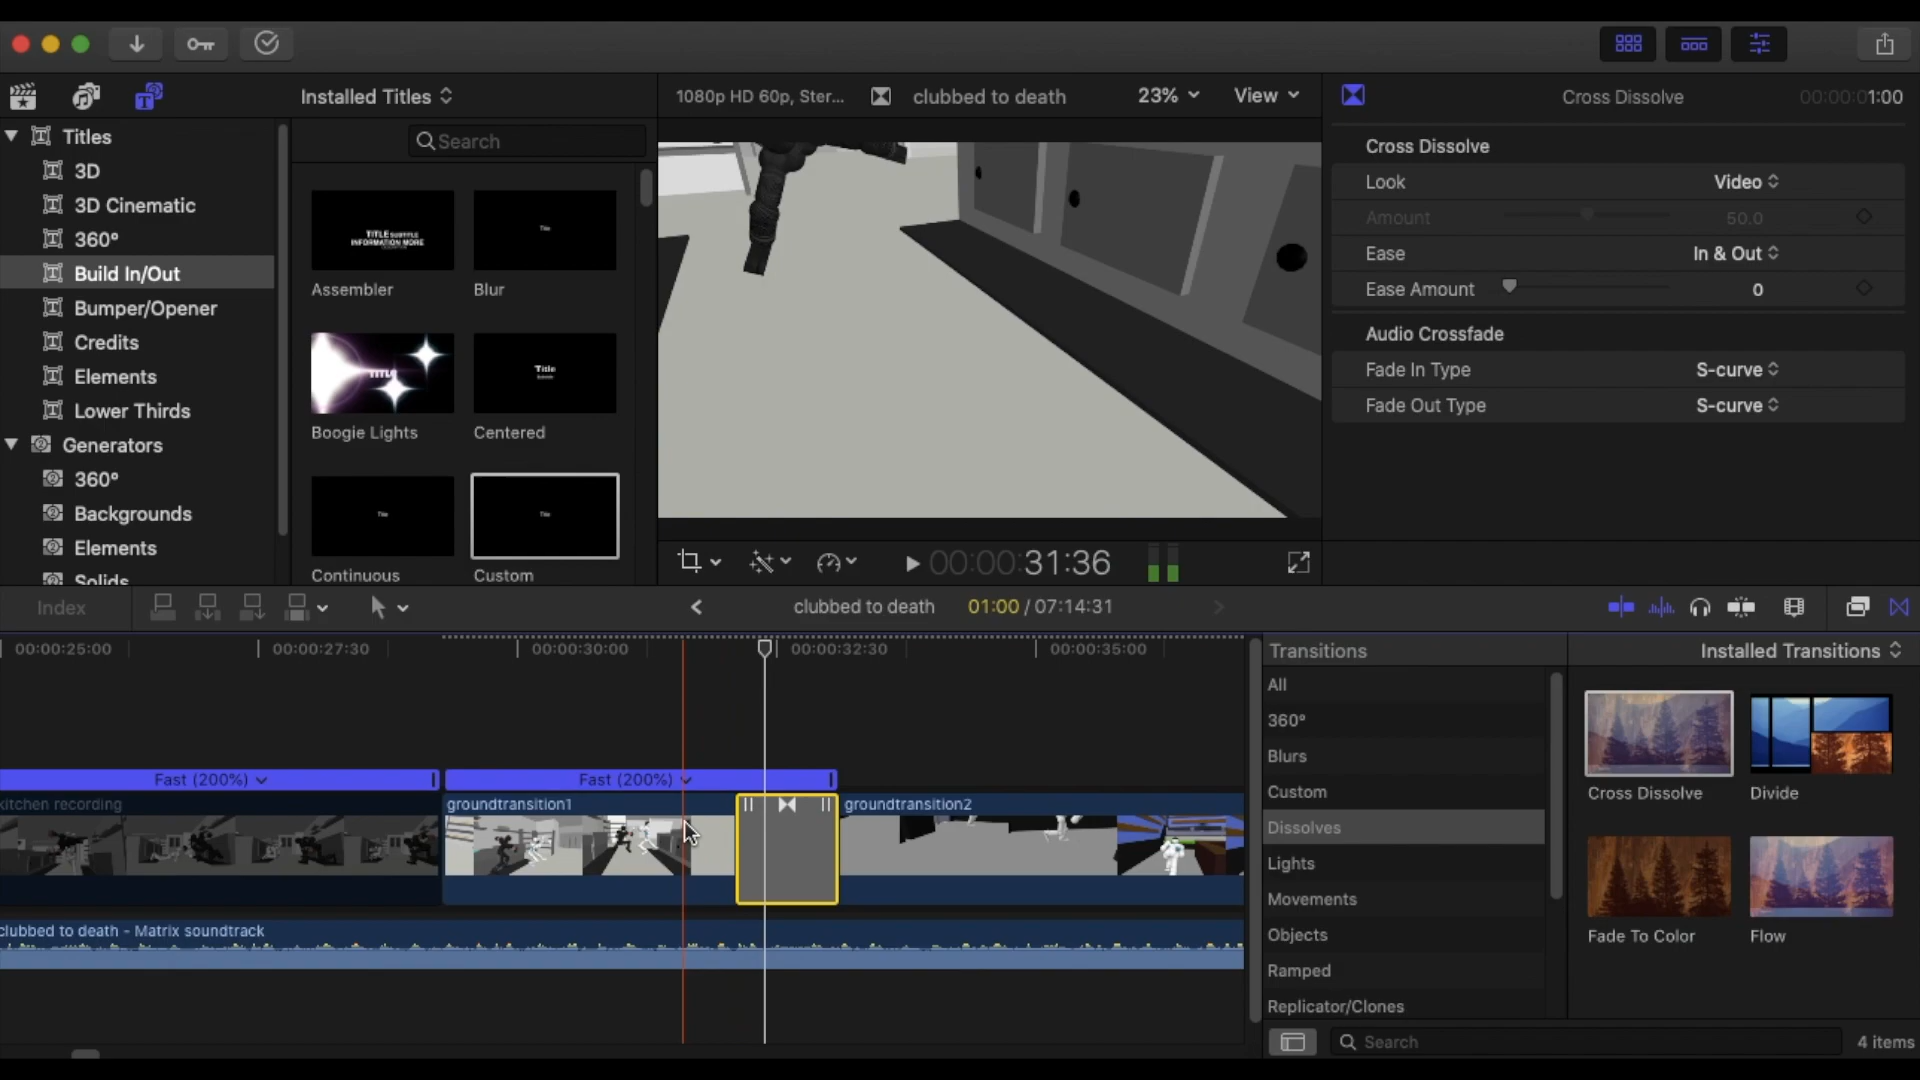 Installed Titles
1080p HD 60p, Ster...
clubbed to death
23%
View
Cross Dissolve
00:00:01:00
Search
Titles
3D
3D Cinematic
360°
Build In/Out
Bumper/Opener
Credits
Elements
Lower Thirds
Generators
360°
Backgrounds
Elements
Solids
TITLE SUBTITLE
INFORMATION MORE
Assembler
Title
Blur
TITLE
Boogie Lights
Title
Centered
Title
Continuous
Title
Custom
Cross Dissolve
Look
Video
Amount
50.0
Ease
In & Out
Ease Amount
0
Audio Crossfade
Fade In Type
S-curve
Fade Out Type
S-curve
00:00:31:36
Index
clubbed to death
01:00 / 07:14:31
00:00:25:00
00:00:27:30
00:00:30:00
00:00:32:30
00:00:35:00
Fast (200%)
Fast (200%)
kitchen recording
groundtransition1
groundtransition2
clubbed to death - Matrix soundtrack
Transitions
Installed Transitions
All
360°
Blurs
Custom
Dissolves
Lights
Movements
Objects
Ramped
Replicator/Clones
Cross Dissolve
Divide
Fade To Color
Flow
Search
4 items